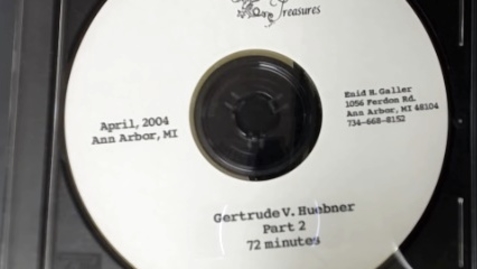 Treasures
April, 2004
Ann Arbor, MI
Enid H. Galler
1056 Ferdon Rd.
Ann Arbor, MI 48104
734-668-8152
Gertrude V. Huebner
Part 2
72 minutes